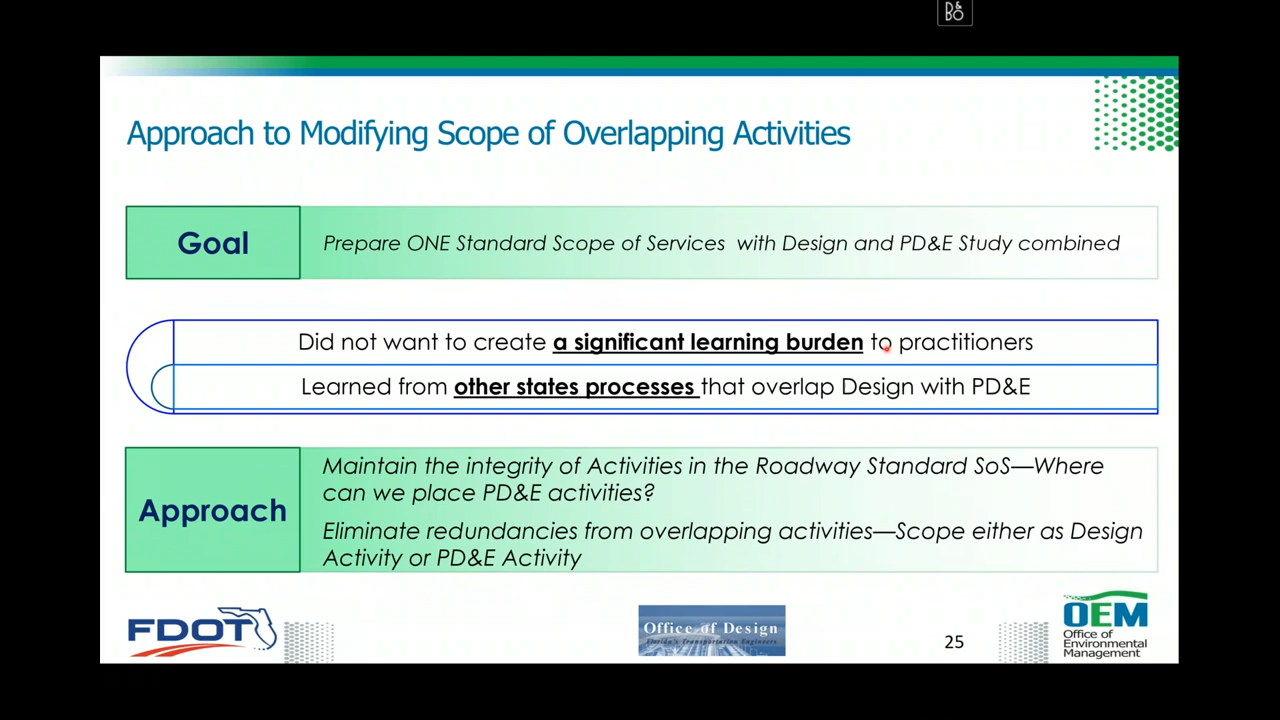 B&O
Approach to Modifying Scope of Overlapping Activities
Goal
Prepare ONE Standard Scope of Services with Design and PD&E Study combined
Did not want to create a significant learning burden to practitioners
Learned from other states processes that overlap Design with PD&E
Approach
Maintain the integrity of Activities in the Roadway Standard SoS—Where
can we place PD&E activities?
Eliminate redundancies from overlapping activities—Scope either as Design
Activity or PD&E Activity
FDOT
Office of Design
Florida's Transportation Engineers
25
OEM
Office of
Environmental
Management